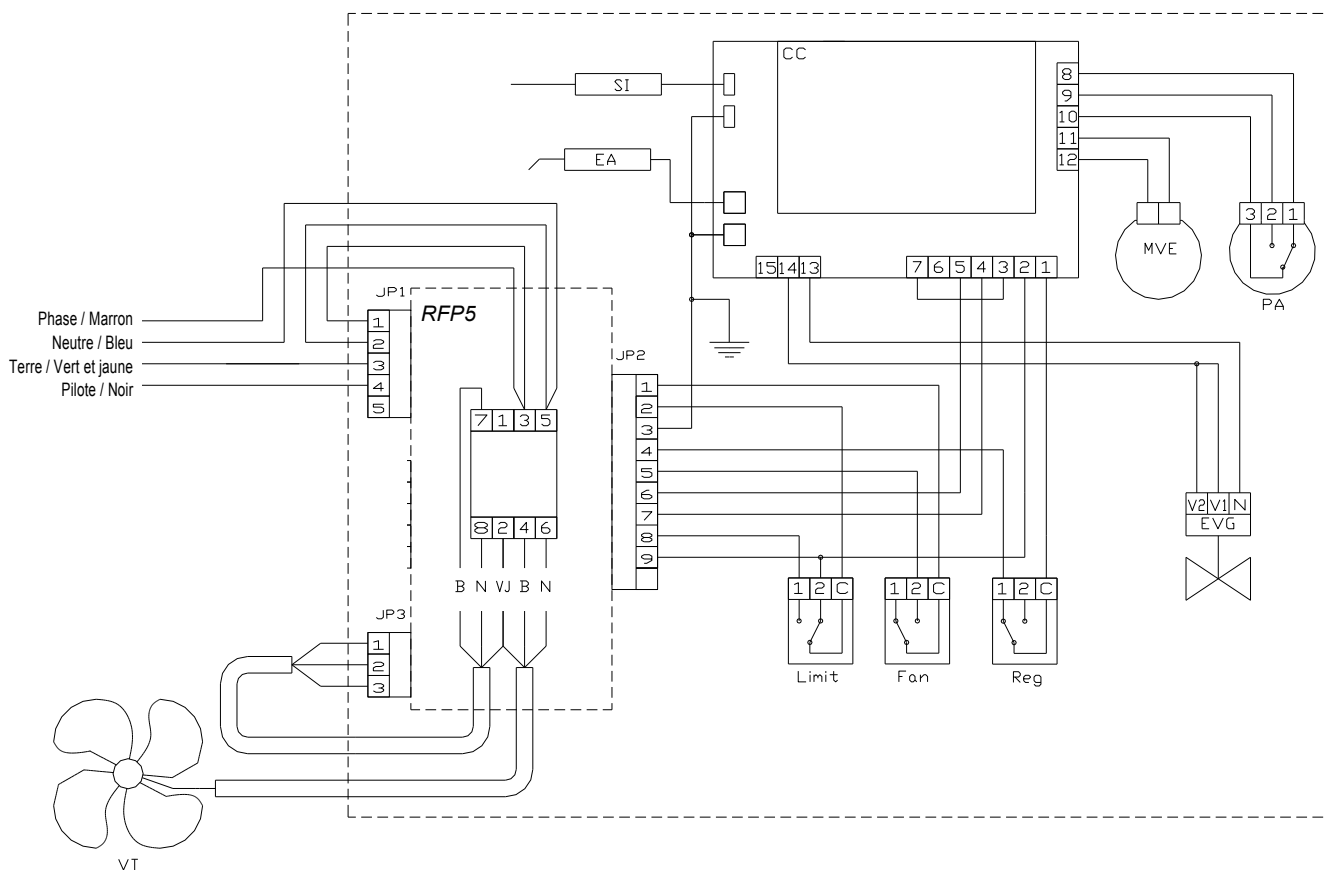 CC
SI
8
9
10
11
12
EA
3 2 1
MVE
PA
15 14 13
7 6 5 4 3 2 1
JP1
RFP5
Phase / Marron
Neutre / Bleu
Terre / Vert et jaune
Pilote / Noir
1
2
3
4
5
JP2
1
2
3
4
5
6
7
8
9
7 1 3 5
8 2 4 6
B N VJ B N
V2 V1 N
EVG
1 2 C
1 2 C
1 2 C
Limit
Fan
Reg
JP3
1
2
3
VT